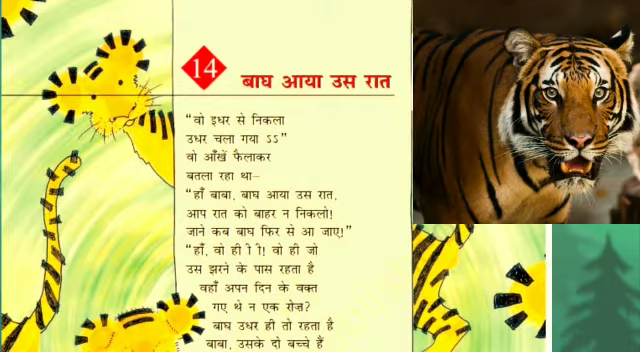 14
बाघ आया उस रात
“वो इधर से निकला
उधर चला गया ऽऽ”
वो आँखें फैलाकर
बतला रहा था–
“हाँ बाबा, बाघ आया उस रात,
आप रात को बाहर न निकलो!
जाने कब बाघ फिर से आ जाए!”
“हाँ, वो ही ी ी! वो ही जो
उस झरने के पास रहता है
वहाँ अपन दिन के वक्त
गए थे न एक रोज़?
बाघ उधर ही तो रहता है
बाबा, उसके दो बच्चे हैं